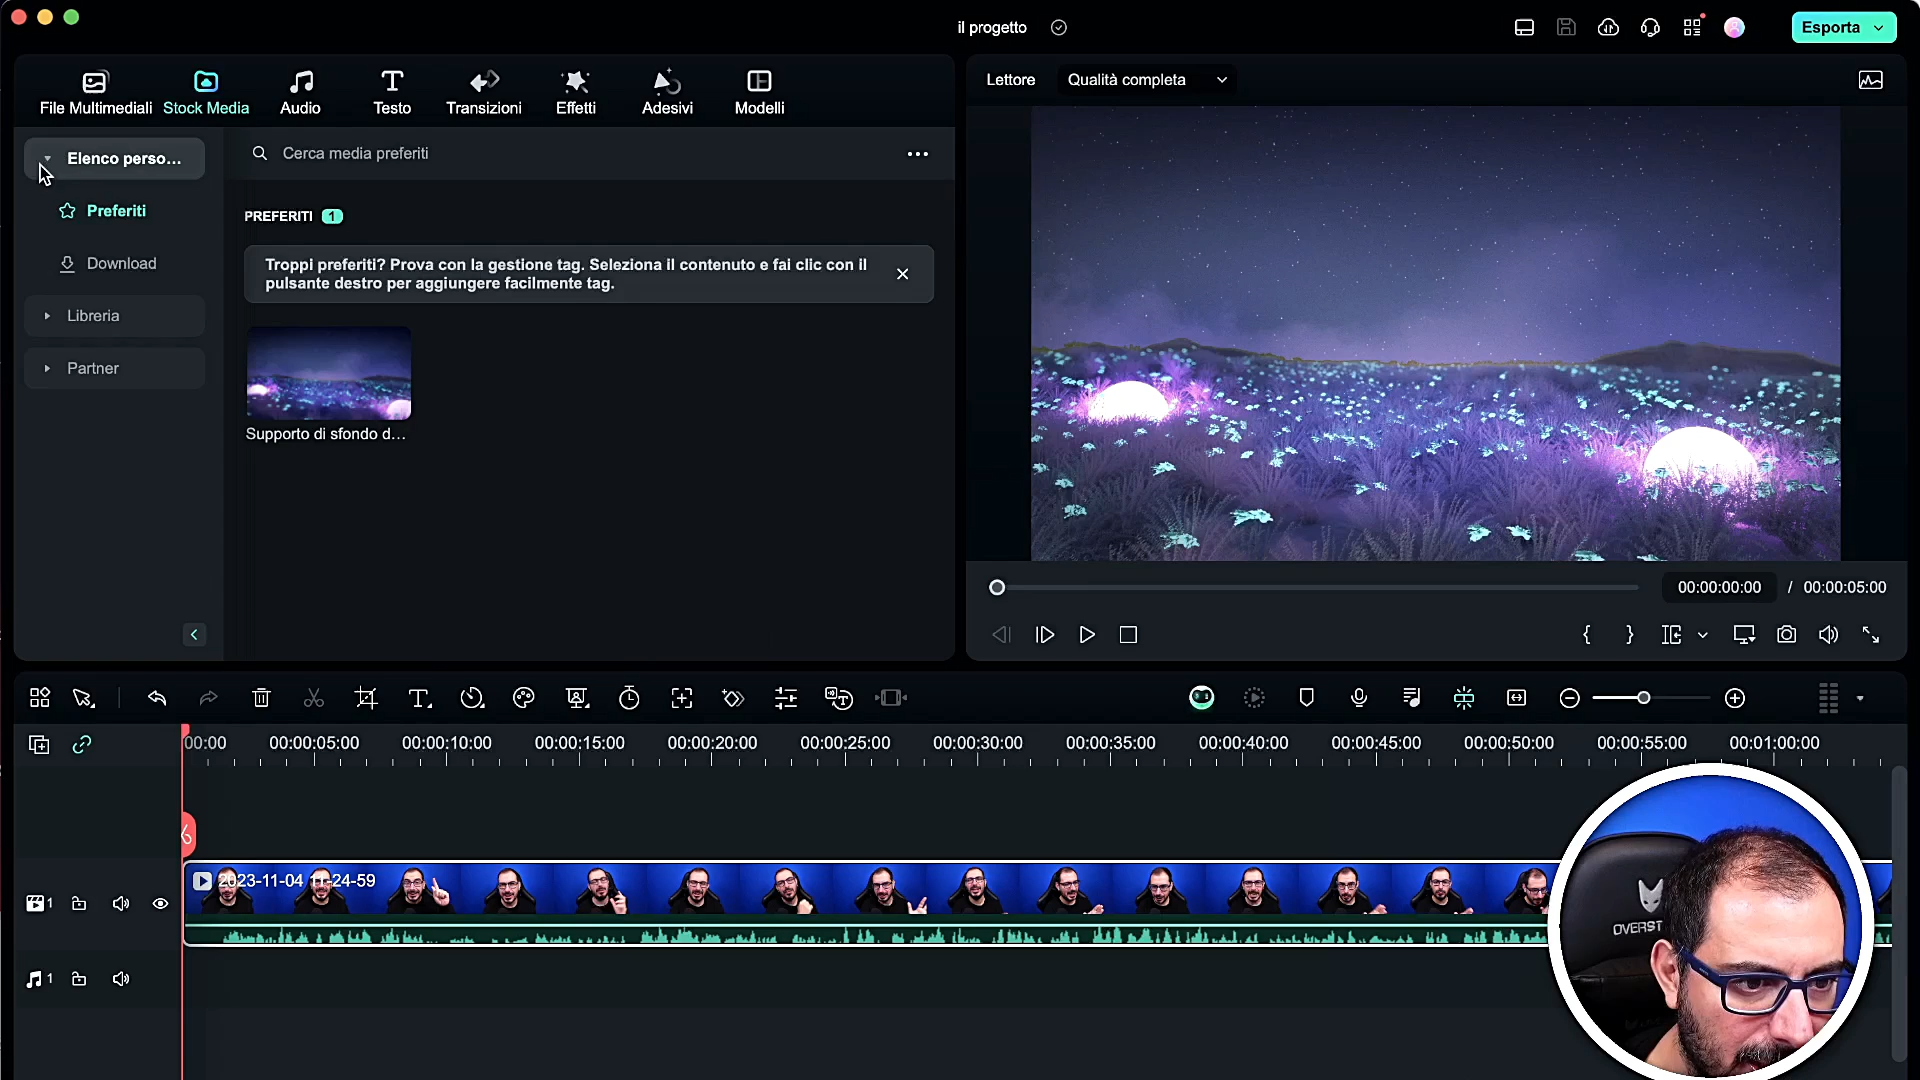 il progetto
Esporta
File Multimediali
Stock Media
Audio
Testo
Transizioni
Effetti
Adesivi
Modelli
Lettore
Qualità completa
Elenco perso...
Preferiti
Download
Libreria
Partner
Cerca media preferiti
PREFERITI 1
Troppi preferiti? Prova con la gestione tag. Seleziona il contenuto e fai clic con il
pulsante destro per aggiungere facilmente tag.
Supporto di sfondo d...
00:00:00:00 / 00:00:05:00
00:00
00:00:05:00
00:00:10:00
00:00:15:00
00:00:20:00
00:00:25:00
00:00:30:00
00:00:35:00
00:00:40:00
00:00:45:00
00:00:50:00
00:00:55:00
00:01:00:00
2023-11-04 11-24-59
1
1
OVERST